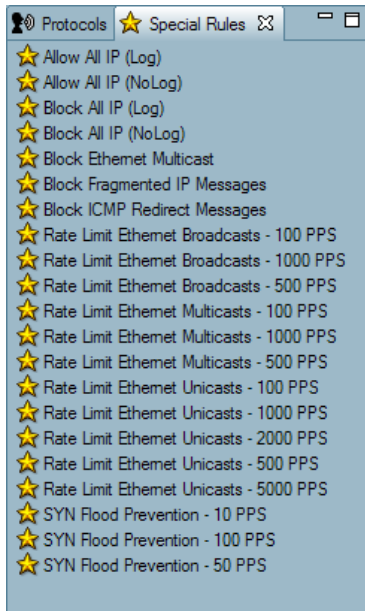 Protocols Special Rules
Allow All IP (Log)
Allow All IP (NoLog)
Block All IP (Log)
Block All IP (NoLog)
Block Ethernet Multicast
Block Fragmented IP Messages
Block ICMP Redirect Messages
Rate Limit Ethernet Broadcasts - 100 PPS
Rate Limit Ethernet Broadcasts - 1000 PPS
Rate Limit Ethernet Broadcasts - 500 PPS
Rate Limit Ethernet Multicasts - 100 PPS
Rate Limit Ethernet Multicasts - 1000 PPS
Rate Limit Ethernet Multicasts - 500 PPS
Rate Limit Ethernet Unicasts - 100 PPS
Rate Limit Ethernet Unicasts - 1000 PPS
Rate Limit Ethernet Unicasts - 2000 PPS
Rate Limit Ethernet Unicasts - 500 PPS
Rate Limit Ethernet Unicasts - 5000 PPS
SYN Flood Prevention - 10 PPS
SYN Flood Prevention - 100 PPS
SYN Flood Prevention - 50 PPS